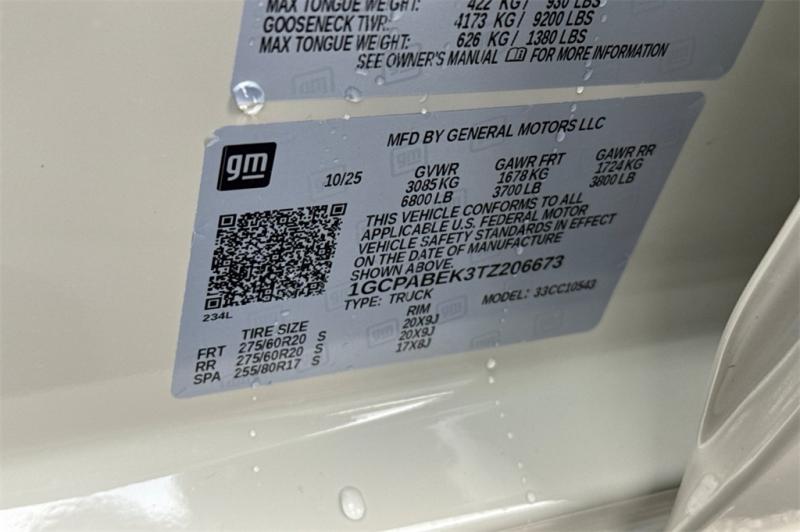 MAX TONGUE WEIGHT: 422 KG / 930 LBS
GOOSENECK TWR: 4173 KG / 9200 LBS
MAX TONGUE WEIGHT: 626 KG / 1380 LBS
SEE OWNER'S MANUAL FOR MORE INFORMATION
gm
MFD BY GENERAL MOTORS LLC
10/25
GVWR
3085 KG
6800 LB
GAWR FRT
1678 KG
3700 LB
GAWR RR
1724 KG
3800 LB
THIS VEHICLE CONFORMS TO ALL
APPLICABLE U.S. FEDERAL MOTOR
VEHICLE SAFETY STANDARDS IN EFFECT
ON THE DATE OF MANUFACTURE
SHOWN ABOVE.
1GCPABEK3TZ206673
TYPE: TRUCK MODEL: 33CC10543
234L
TIRE SIZE RIM
FRT 275/60R20 S 20X9J
RR 275/60R20 S 20X9J
SPA 255/80R17 S 17X8J